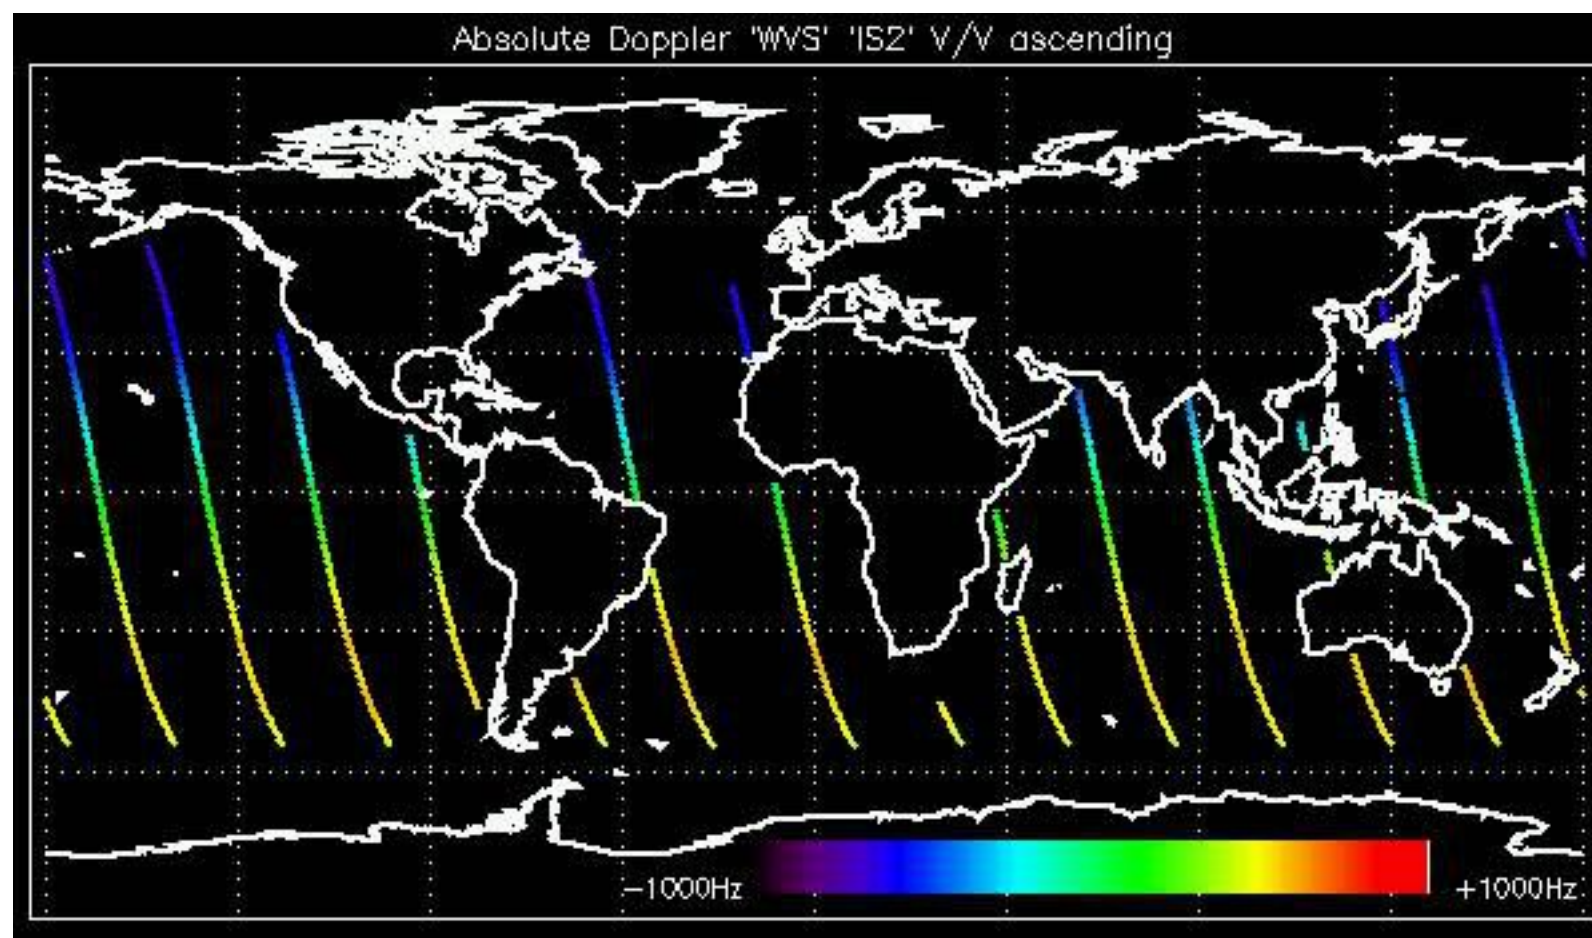 Absolute Doppler 'WVS' 'IS2' V/V ascending
−1000Hz
+1000Hz